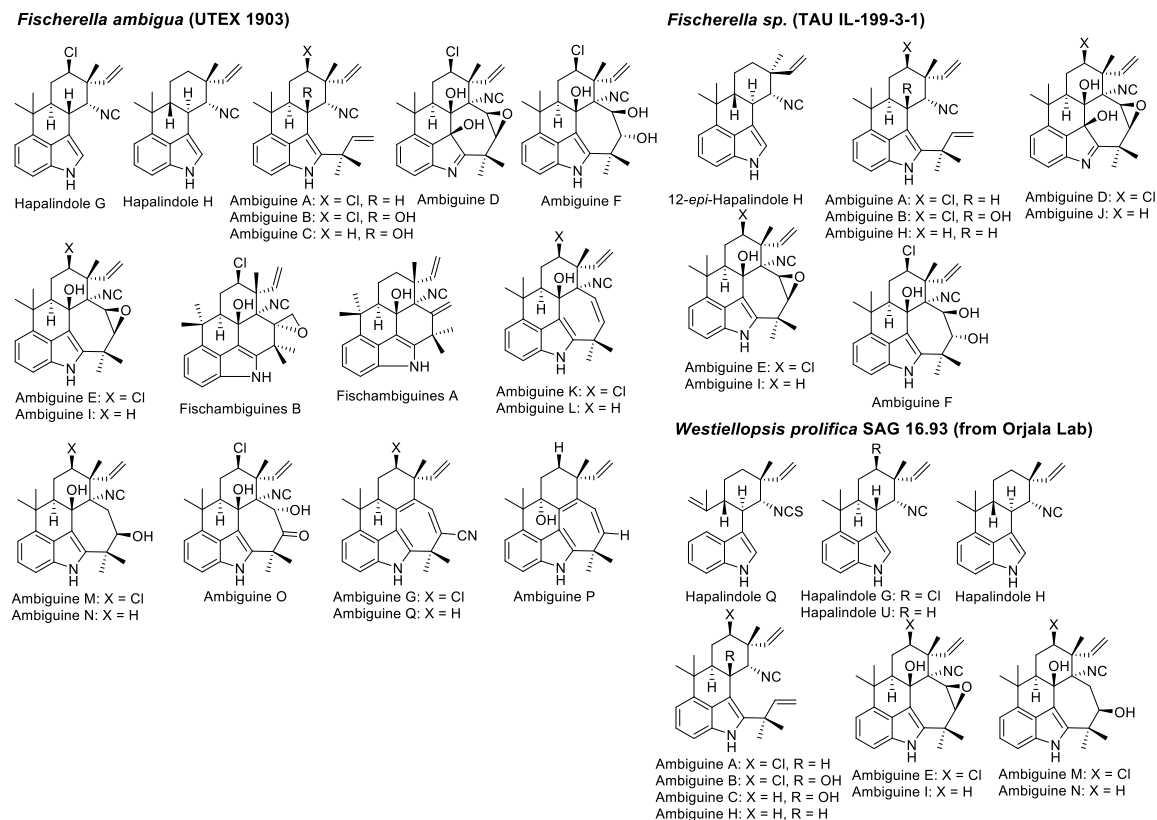 Fischerella ambigua (UTEX 1903)
Cl
H
H
NC
N
H
Hapalindole G
H
H
NC
N
H
Hapalindole H
X
R
H
NC
N
H
Ambiguine A: X = Cl, R = H
Ambiguine B: X = Cl, R = OH
Ambiguine C: X = H, R = OH
Cl
OH
NC
H
OH
O
N
Ambiguine D
Cl
OH
NC
H
OH
OH
N
H
Ambiguine F
X
OH
NC
H
O
N
H
Ambiguine E: X = Cl
Ambiguine I: X = H
Cl
OH
NC
H
O
NH
Fischambiguines B
OH
NC
H
NH
Fischambiguines A
X
OH
NC
H
N
H
Ambiguine K: X = Cl
Ambiguine L: X = H
X
OH
NC
H
OH
N
H
Ambiguine M: X = Cl
Ambiguine N: X = H
Cl
OH
NC
OH
H
O
N
H
Ambiguine O
X
H
CN
N
H
Ambiguine G: X = Cl
Ambiguine Q: X = H
H
OH
H
N
H
Ambiguine P
Fischerella sp. (TAU IL-199-3-1)
H
H
NC
N
H
12-epi-Hapalindole H
X
R
H
NC
N
H
Ambiguine A: X = Cl, R = H
Ambiguine B: X = Cl, R = OH
Ambiguine H: X = H, R = H
X
OH
NC
H
OH
O
N
Ambiguine D: X = Cl
Ambiguine J: X = H
X
OH
NC
H
O
N
H
Ambiguine E: X = Cl
Ambiguine I: X = H
Cl
OH
NC
H
OH
OH
N
H
Ambiguine F
Westiellopsis prolifica SAG 16.93 (from Orjala Lab)
H
H
NCS
N
H
Hapalindole Q
R
H
H
NC
N
H
Hapalindole G: R = Cl
Hapalindole U: R = H
H
H
NC
N
H
Hapalindole H
X
R
H
NC
N
H
Ambiguine A: X = Cl, R = H
Ambiguine B: X = Cl, R = OH
Ambiguine C: X = H, R = OH
Ambiguine H: X = H, R = H
X
OH
NC
H
O
N
H
Ambiguine E: X = Cl
Ambiguine I: X = H
X
OH
NC
H
OH
N
H
Ambiguine M: X = Cl
Ambiguine N: X = H